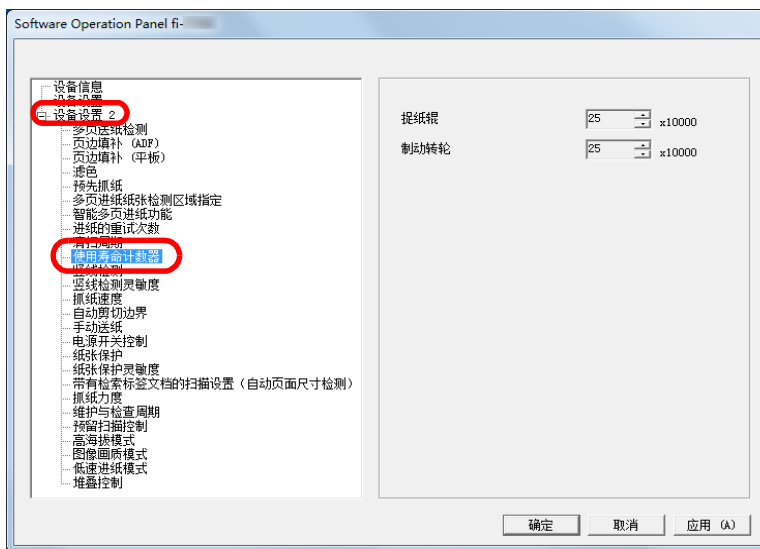 Software Operation Panel fi-
设备信息
设备设置
设备设置 2
多页送纸检测
页边填补 (ADF)
页边填补 (平板)
滤色
预先抓纸
多页进纸纸张检测区域指定
智能多页进纸功能
进纸的重试次数
清扫周期
使用寿命计数器
竖线检测
竖线检测灵敏度
抓纸速度
自动剪切边界
手动送纸
电源开关控制
纸张保护
纸张保护灵敏度
带有检索标签文档的扫描设置(自动页面尺寸检测)
抓纸力度
维护与检查周期
预留扫描控制
高海拔模式
图像画质模式
低速进纸模式
堆叠控制
捉纸辊 25 x10000
制动转轮 25 x10000
确定 取消 应用 (A)